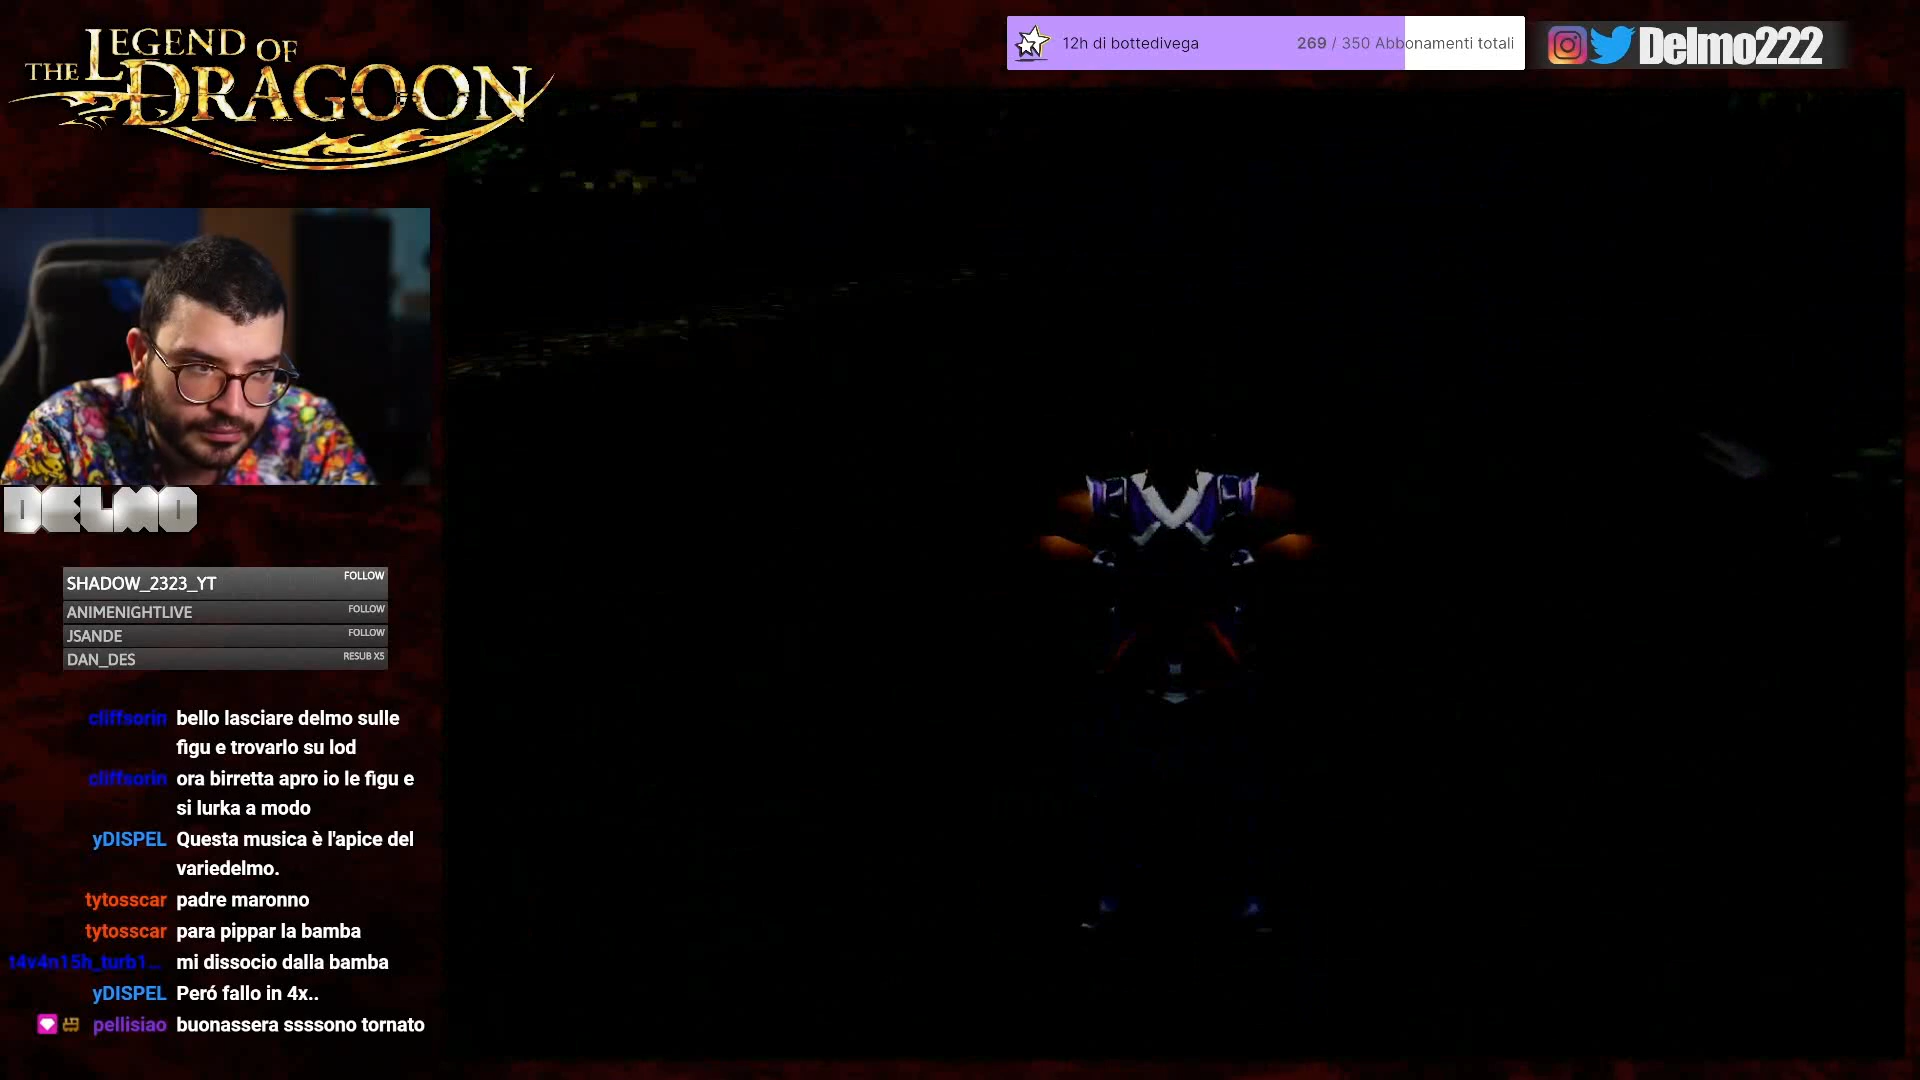 LEGEND OF
THE DRAGOON
12h di bottedivega 269 / 350 Abbonamenti totali
Delmo222
DELMO
SHADOW_2323_YT FOLLOW
ANIMENIGHTLIVE FOLLOW
JSANDE FOLLOW
DAN_DES RESUB X5
cliffsorin bello lasciare delmo sulle
figu e trovarlo su lod
cliffsorin ora birretta apro io le figu e
si lurka a modo
yDISPEL Questa musica è l'apice del
variedelmo.
tytosscar padre maronno
tytosscar para pippar la bamba
t4v4n15h_turb1... mi dissocio dalla bamba
yDISPEL Peró fallo in 4x..
pellisiao buonassera ssssono tornato